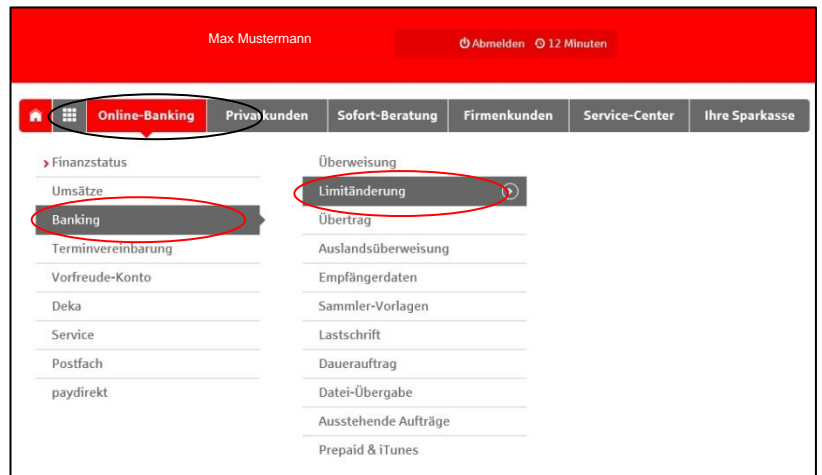 Max Mustermann
Abmelden 12 Minuten
Online-Banking Privatkunden Sofort-Beratung Firmenkunden Service-Center Ihre Sparkasse
Finanzstatus
Umsätze
Banking
Terminvereinbarung
Vorfreude-Konto
Deka
Service
Postfach
paydirekt
Überweisung
Limitänderung
Übertrag
Auslandsüberweisung
Empfängerdaten
Sammler-Vorlagen
Lastschrift
Dauerauftrag
Datei-Übergabe
Ausstehende Aufträge
Prepaid & iTunes